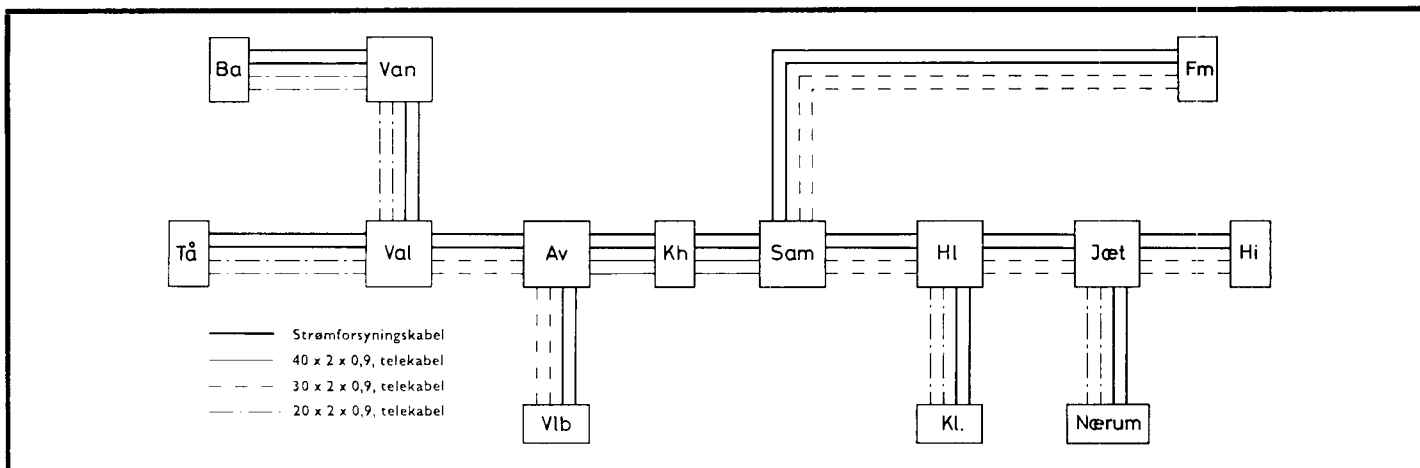 Ba
Van
Fm
Tå
Val
Av
Kh
Sam
Hl
Jæt
Hi
Strømforsyningskabel
40 x 2 x 0,9, telekabel
30 x 2 x 0,9, telekabel
20 x 2 x 0,9, telekabel
Vlb
Kl.
Nærum